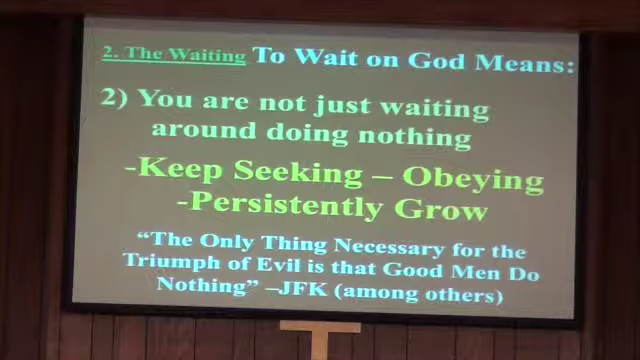 2. The Waiting To Wait on God Means:
2) You are not just waiting
around doing nothing
-Keep Seeking – Obeying
-Persistently Grow
“The Only Thing Necessary for the
Triumph of Evil is that Good Men Do
Nothing” –JFK (among others)